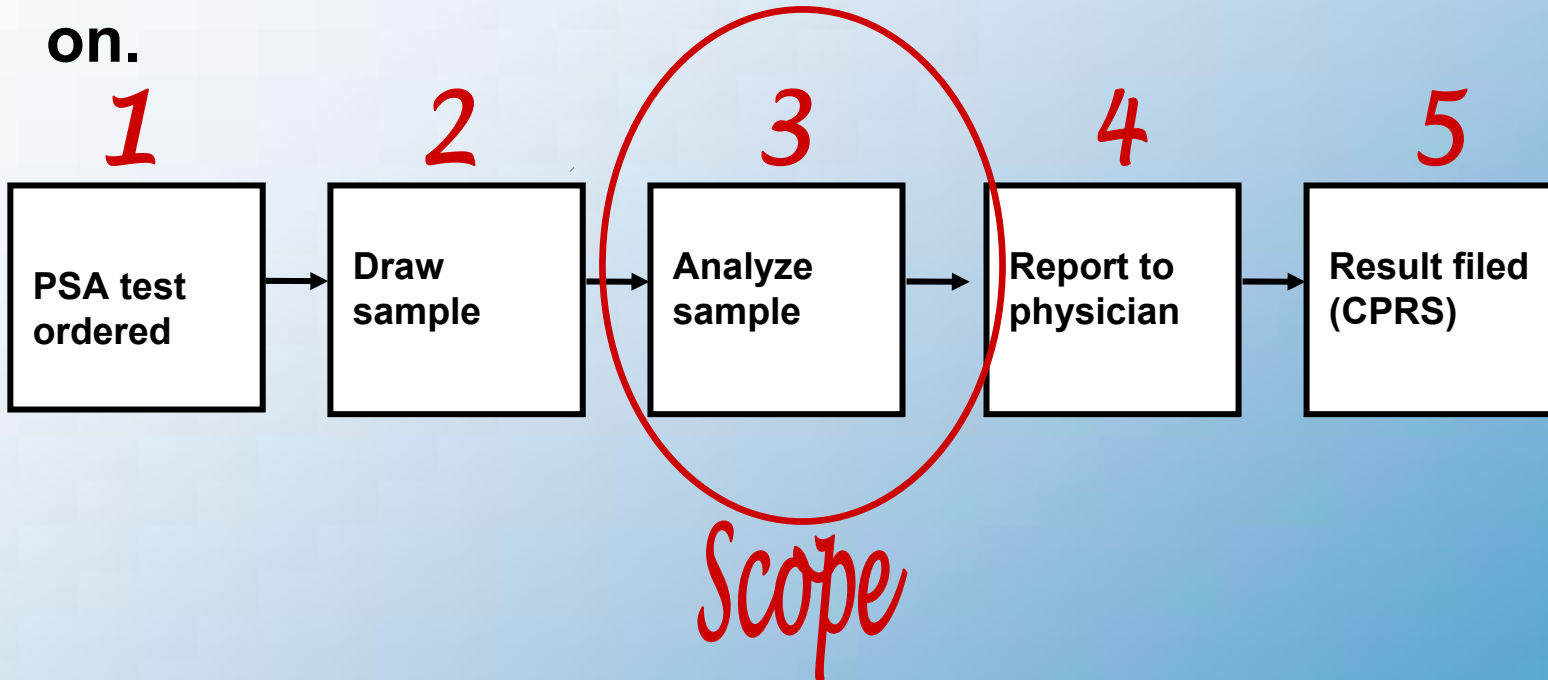 on.
1 2 3 4 5
PSA test
ordered
Draw
sample
Analyze
sample
Report to
physician
Result filed
(CPRS)
Scope